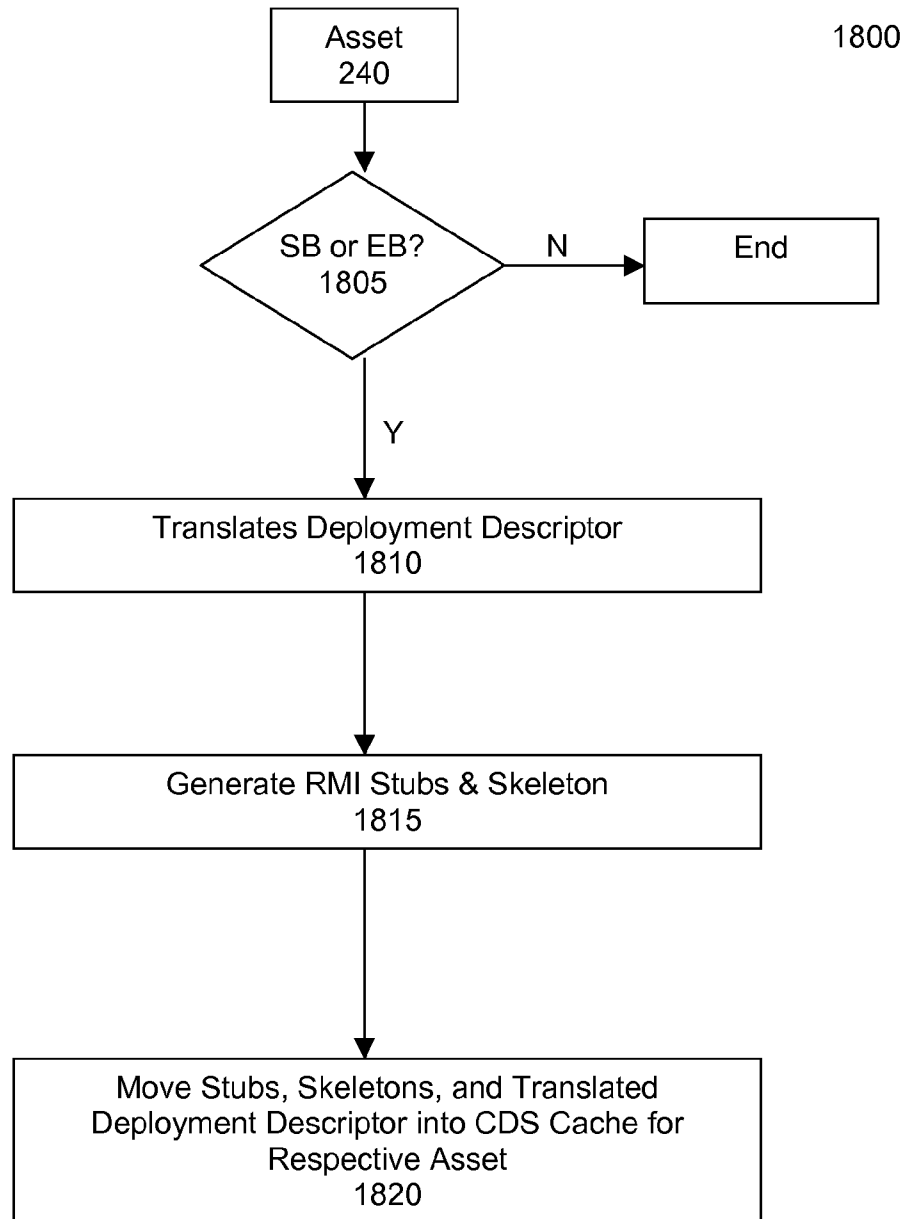 Asset
240
1800
SB or EB?
1805
N
End
Y
Translates Deployment Descriptor
1810
Generate RMI Stubs & Skeleton
1815
Move Stubs, Skeletons, and Translated
Deployment Descriptor into CDS Cache for
Respective Asset
1820